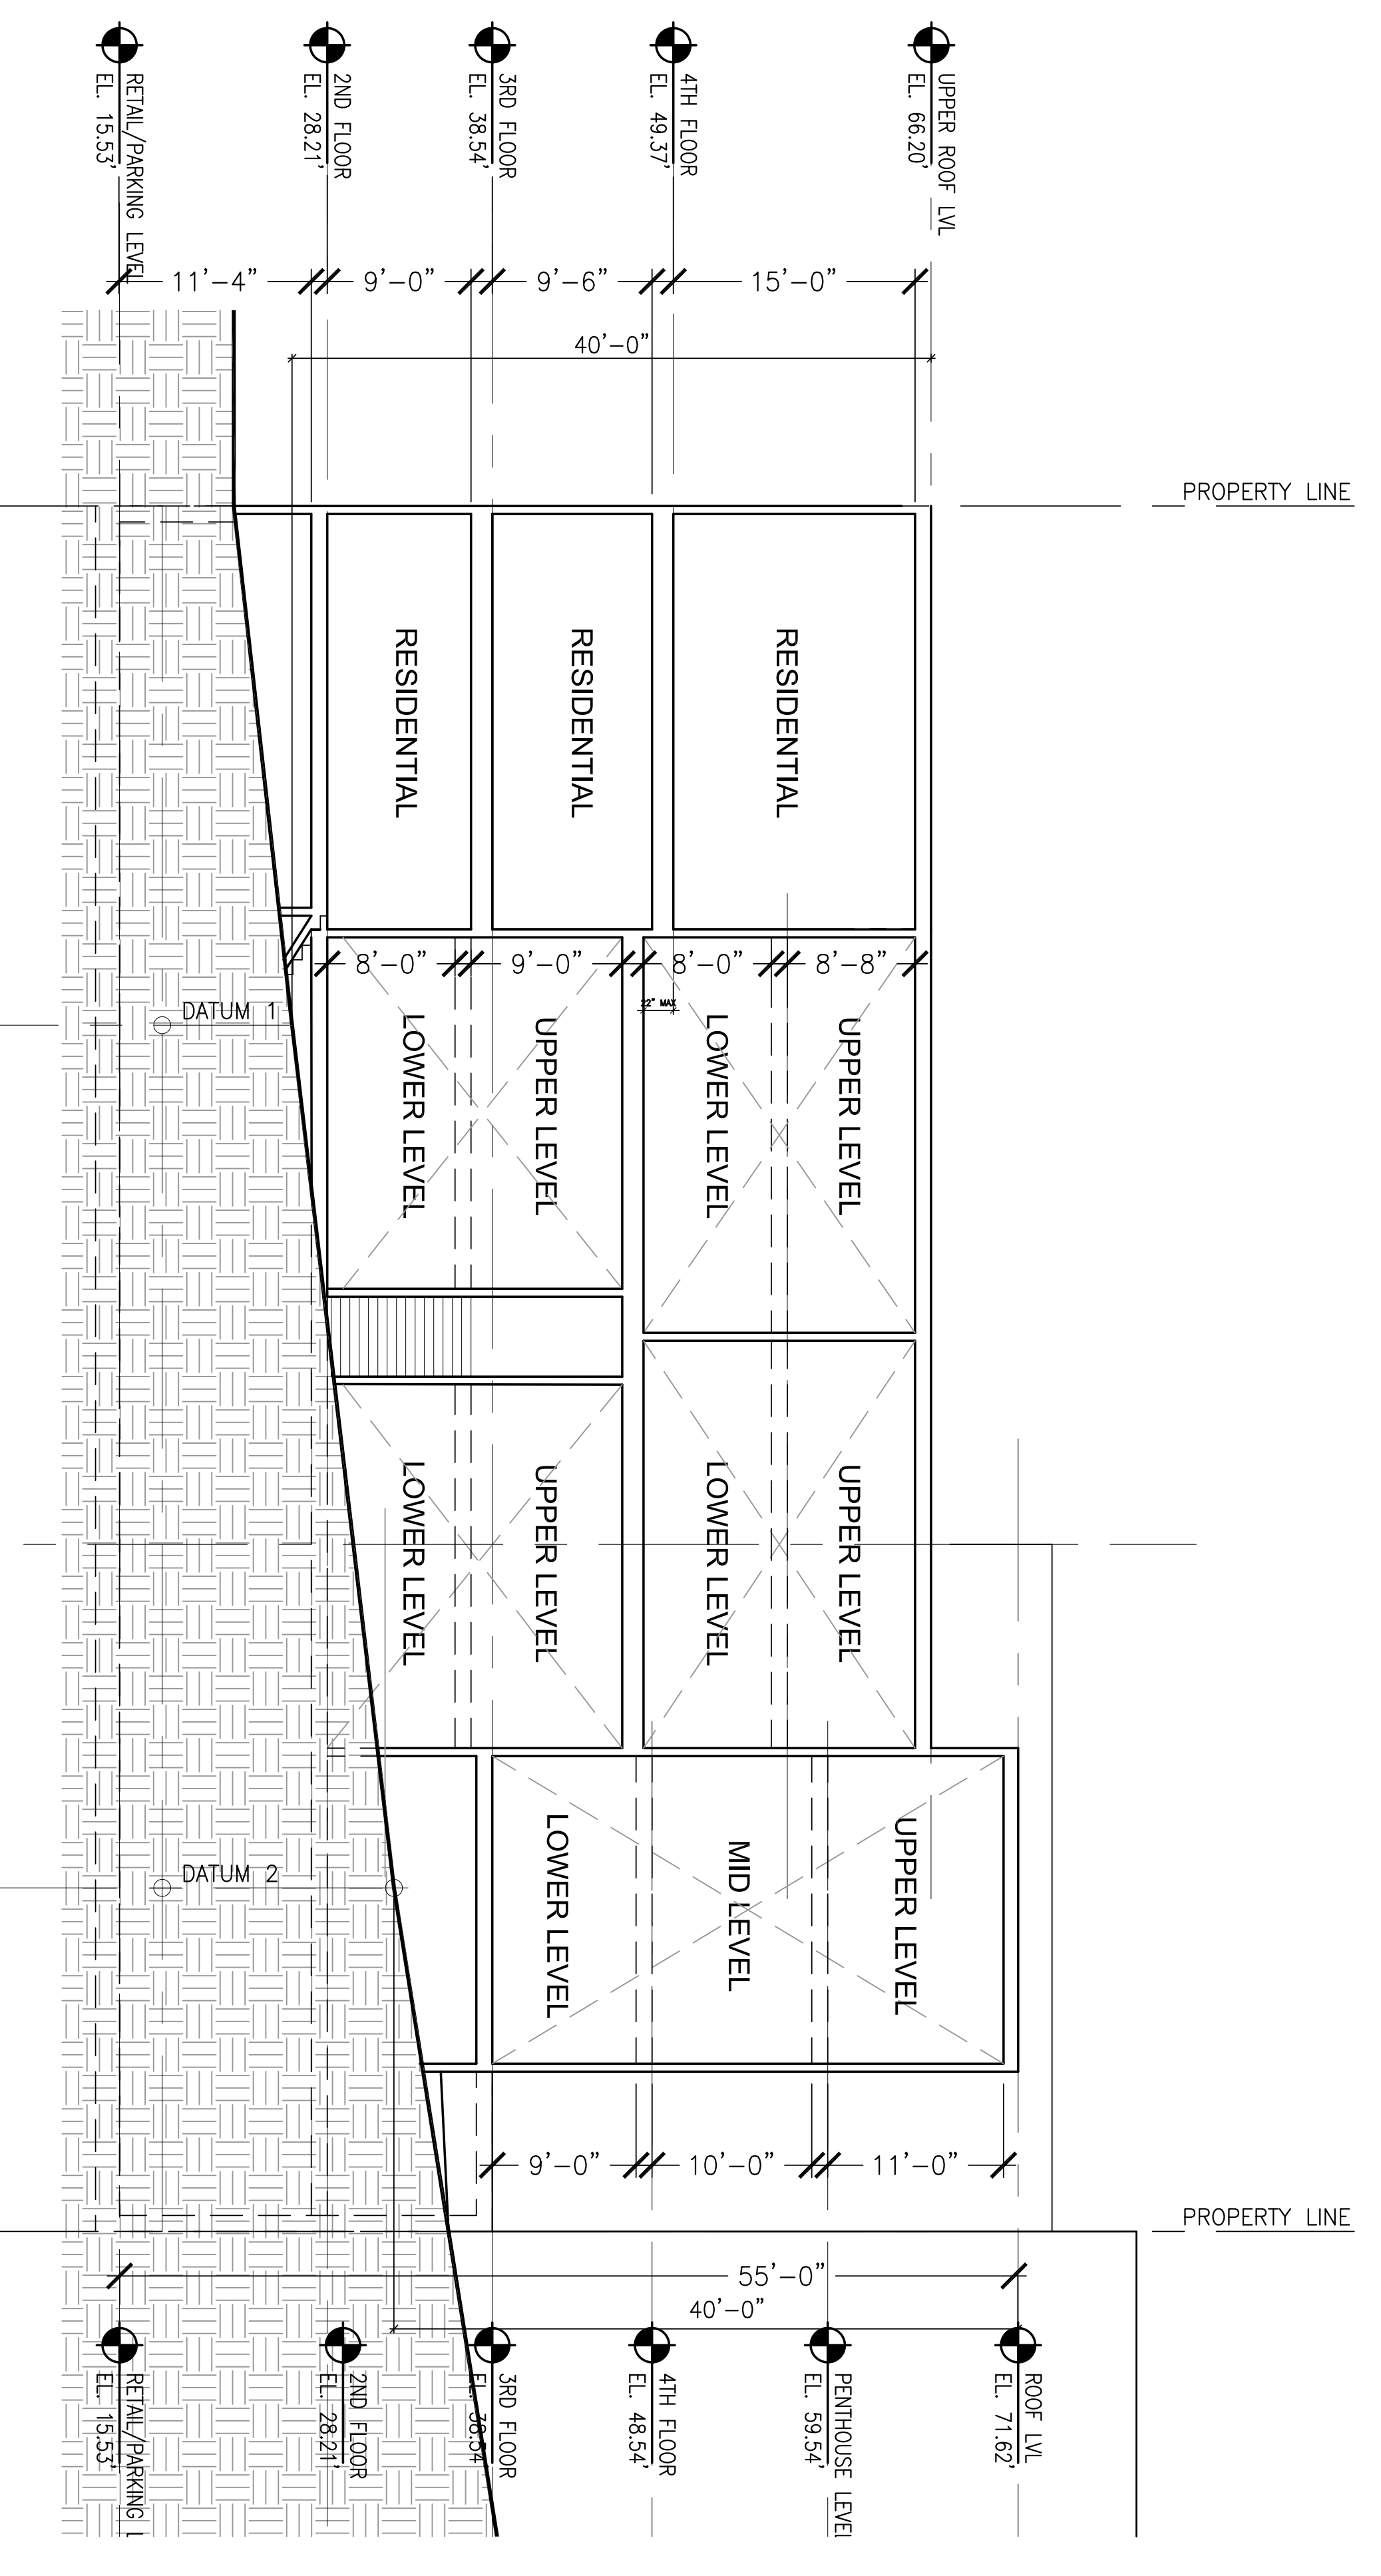 RETAIL/PARKING LEVEL
EL. 15.53'
2ND FLOOR
EL. 28.21'
3RD FLOOR
EL. 38.54'
4TH FLOOR
EL. 49.37'
UPPER ROOF LVL
EL. 66.20'
11'-4"
9'-0"
9'-6"
15'-0"
40'-0"
PROPERTY LINE
RESIDENTIAL
RESIDENTIAL
RESIDENTIAL
8'-0"
9'-0"
8'-0"
8'-8"
22" MAX
DATUM 1
LOWER LEVEL
UPPER LEVEL
LOWER LEVEL
UPPER LEVEL
LOWER LEVEL
UPPER LEVEL
LOWER LEVEL
UPPER LEVEL
DATUM 2
LOWER LEVEL
MID LEVEL
UPPER LEVEL
9'-0"
10'-0"
11'-0"
PROPERTY LINE
55'-0"
40'-0"
RETAIL/PARKING L
EL. 15.53'
2ND FLOOR
EL. 28.21'
3RD FLOOR
EL. 38.54'
4TH FLOOR
EL. 48.54'
PENTHOUSE LEVEL
EL. 59.54'
ROOF LVL
EL. 71.62'